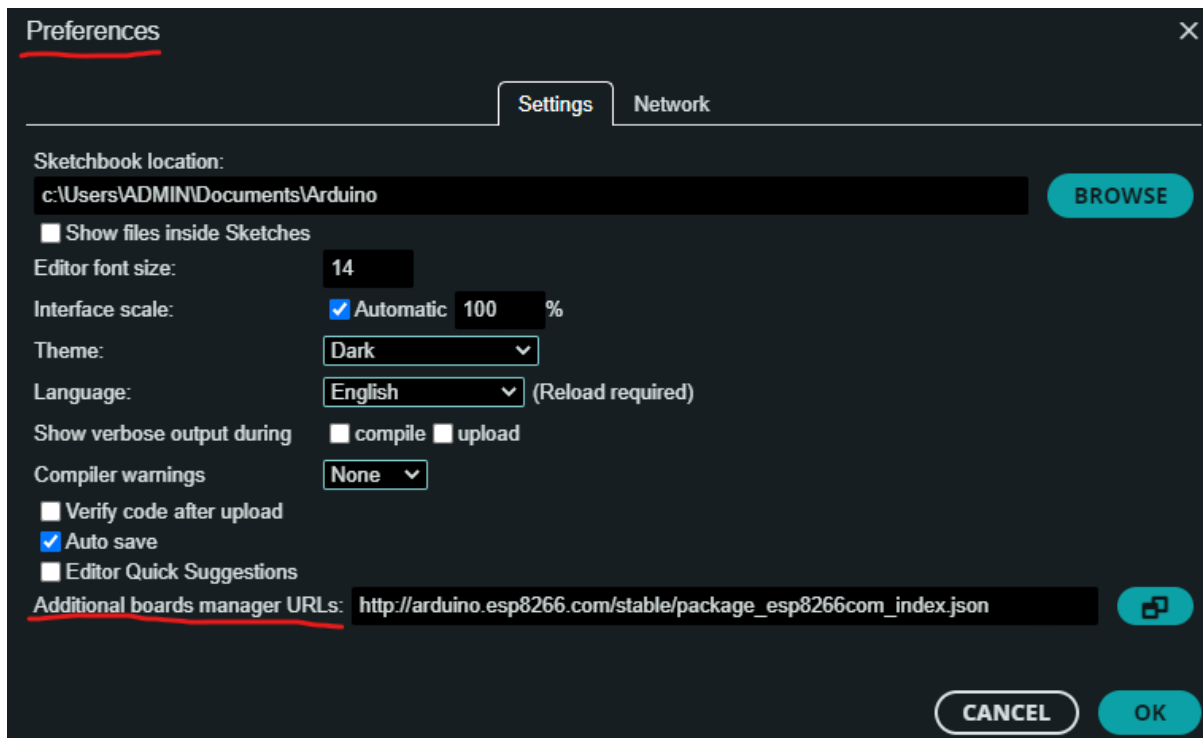 Preferences
Settings Network
Sketchbook location:
c:\Users\ADMIN\Documents\Arduino BROWSE
Show files inside Sketches
Editor font size: 14
Interface scale: Automatic 100 %
Theme: Dark
Language: English (Reload required)
Show verbose output during compile upload
Compiler warnings None
Verify code after upload
Auto save
Editor Quick Suggestions
Additional boards manager URLs: http://arduino.esp8266.com/stable/package_esp8266com_index.json
CANCEL OK